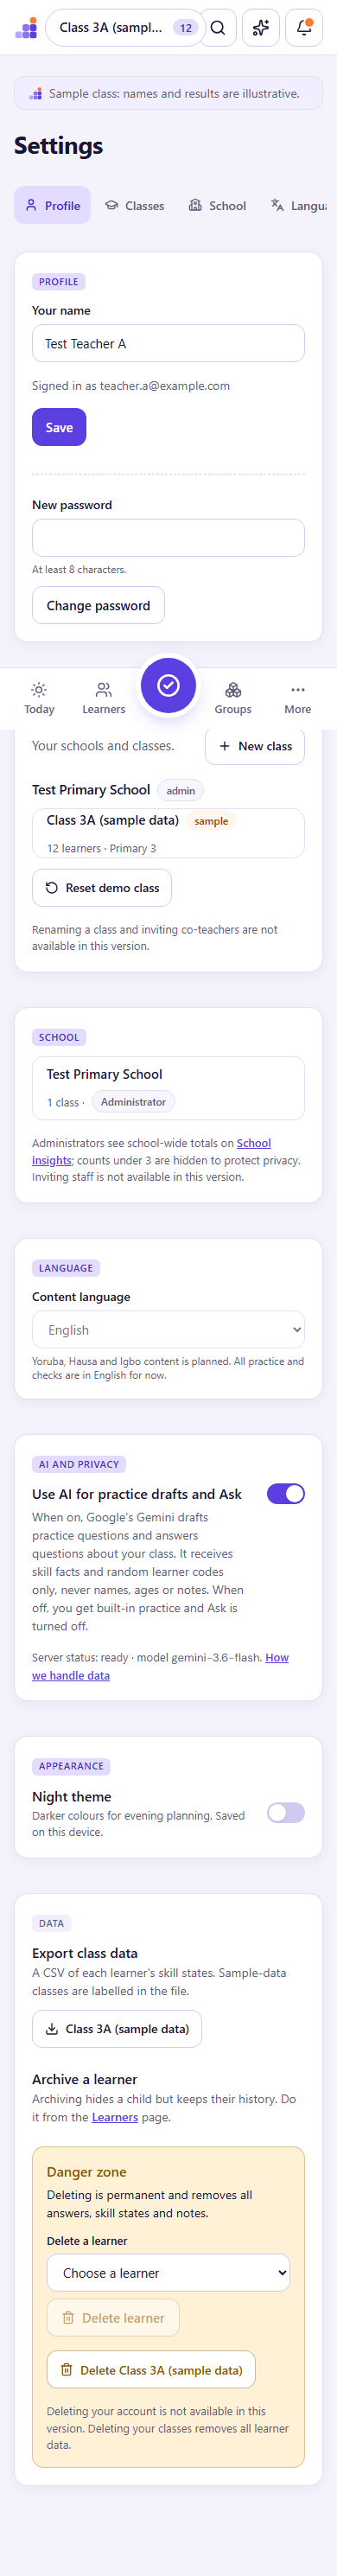 Class 3A (sampl... 12
Sample class: names and results are illustrative.
Settings
Profile Classes School Langua
PROFILE
Your name
Test Teacher A
Signed in as teacher.a@example.com
Save
New password
At least 8 characters.
Change password
Today Learners Groups More
Your schools and classes. New class
Test Primary School admin
Class 3A (sample data) sample
12 learners · Primary 3
Reset demo class
Renaming a class and inviting co-teachers are not
available in this version.
SCHOOL
Test Primary School
1 class · Administrator
Administrators see school-wide totals on School
insights; counts under 3 are hidden to protect privacy.
Inviting staff is not available in this version.
LANGUAGE
Content language
English
Yoruba, Hausa and Igbo content is planned. All practice and
checks are in English for now.
AI AND PRIVACY
Use AI for practice drafts and Ask
When on, Google's Gemini drafts
practice questions and answers
questions about your class. It receives
skill facts and random learner codes
only, never names, ages or notes. When
off, you get built-in practice and Ask is
turned off.
Server status: ready · model gemini-3.6-flash. How
we handle data
APPEARANCE
Night theme
Darker colours for evening planning. Saved
on this device.
DATA
Export class data
A CSV of each learner's skill states. Sample-data
classes are labelled in the file.
Class 3A (sample data)
Archive a learner
Archiving hides a child but keeps their history. Do
it from the Learners page.
Danger zone
Deleting is permanent and removes all
answers, skill states and notes.
Delete a learner
Choose a learner
Delete learner
Delete Class 3A (sample data)
Deleting your account is not available in this
version. Deleting your classes removes all learner
data.